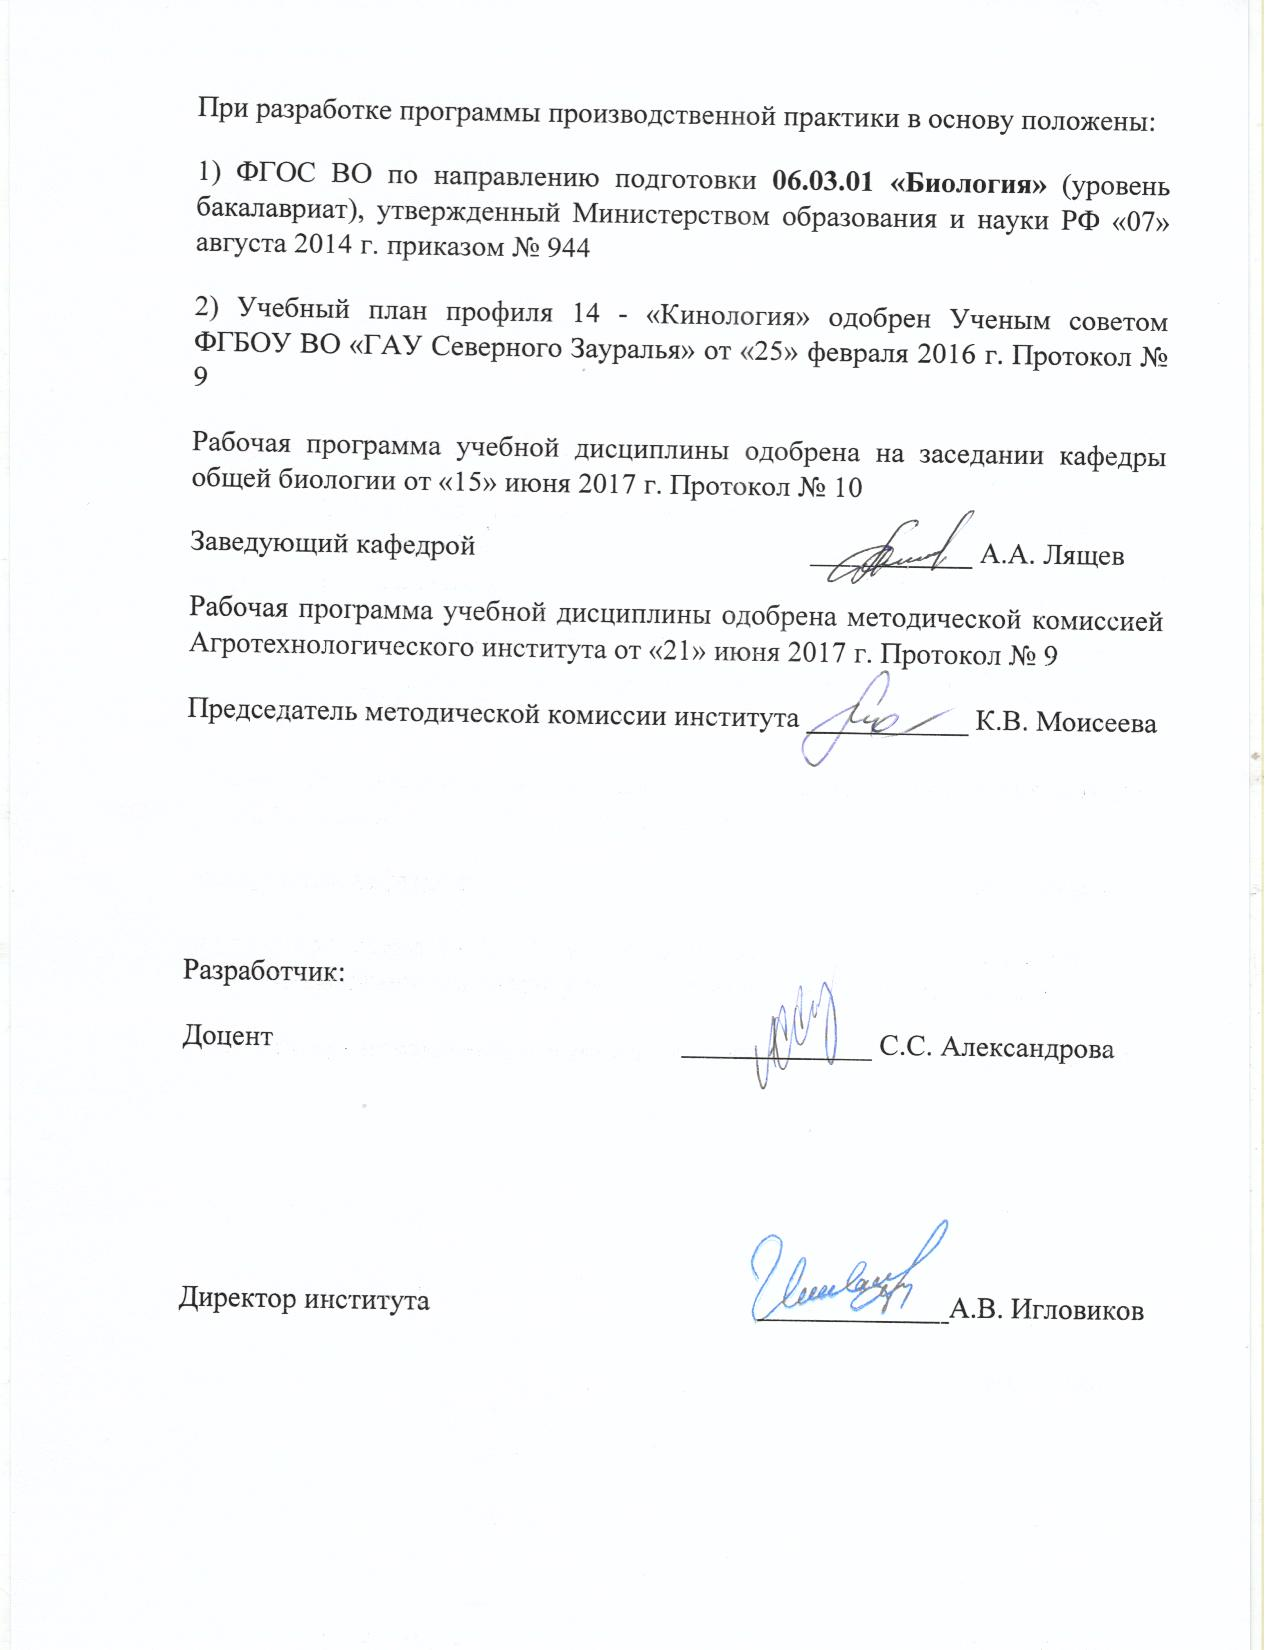 При разработке программы производственной практики в основу положены:
1) ФГОС ВО по направлению подготовки 06.03.01 «Биология» (уровень
бакалавриат), утвержденный Министерством образования и науки РФ «07»
августа 2014 г. приказом № 944
2) Учебный план профиля 14 - «Кинология» одобрен Ученым советом
ФГБОУ ВО «ГАУ Северного Зауралья» от «25» февраля 2016 г. Протокол №
9
Рабочая программа учебной дисциплины одобрена на заседании кафедры
общей биологии от «15» июня 2017 г. Протокол № 10
Заведующий кафедрой ____________ А.А. Лящев
Рабочая программа учебной дисциплины одобрена методической комиссией
Агротехнологического института от «21» июня 2017 г. Протокол № 9
Председатель методической комиссии института ____________ К.В. Моисеева
Разработчик:
Доцент ______________ С.С. Александрова
Директор института ______________А.В. Игловиков